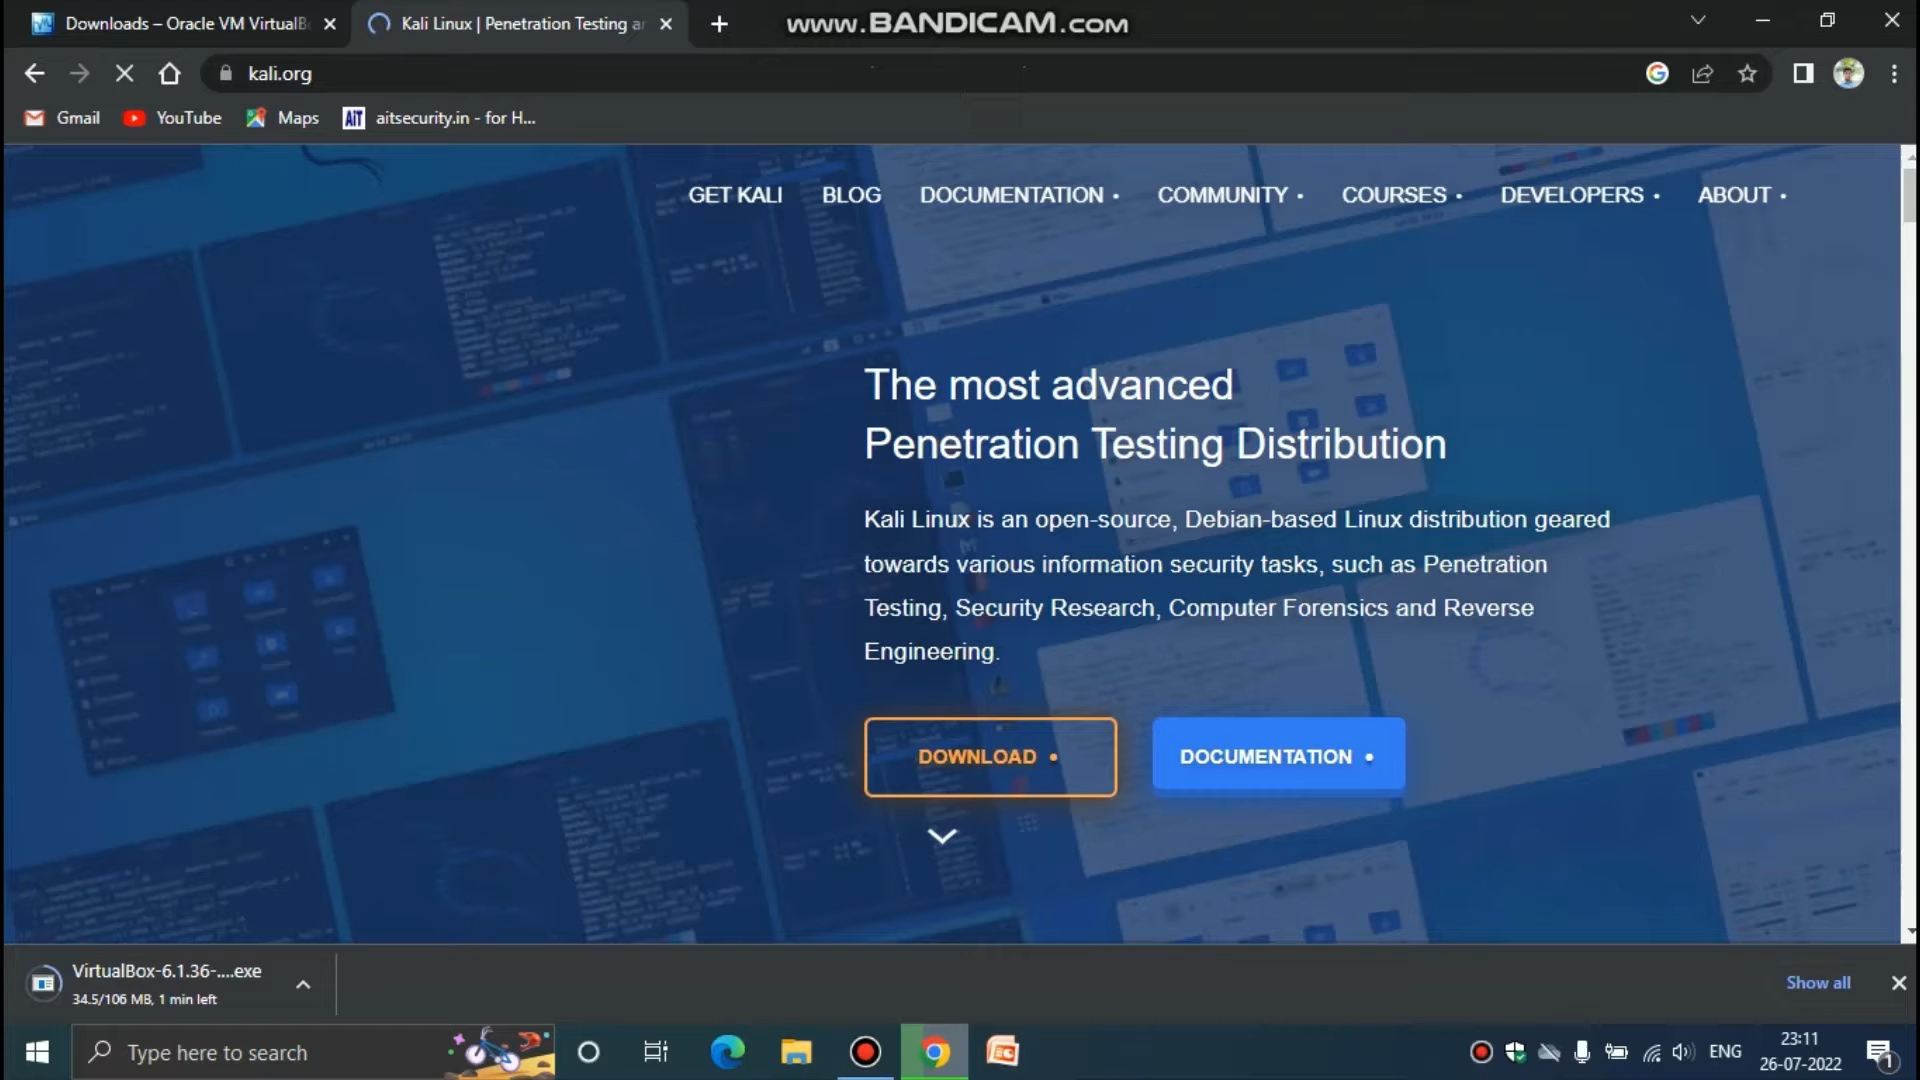 Downloads – Oracle VM VirtualB
Kali Linux | Penetration Testing ar
www.BANDICAM.com
kali.org
Gmail
YouTube
Maps
AIT
aitsecurity.in - for H...
GET KALI
BLOG
DOCUMENTATION •
COMMUNITY •
COURSES •
DEVELOPERS •
ABOUT •
The most advanced
Penetration Testing Distribution
Kali Linux is an open-source, Debian-based Linux distribution geared
towards various information security tasks, such as Penetration
Testing, Security Research, Computer Forensics and Reverse
Engineering.
DOWNLOAD •
DOCUMENTATION •
VirtualBox-6.1.36-....exe
34.5/106 MB, 1 min left
Show all
Type here to search
ENG
23:11
26-07-2022
1